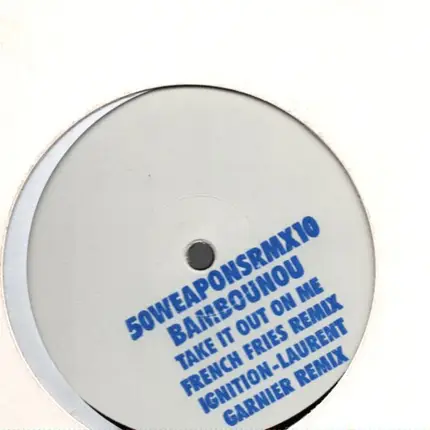 50WEAPONSRMX10
BAMBOUNOU
TAKE IT OUT ON ME
FRENCH FRIES REMIX
IGNITION-LAURENT
GARNIER REMIX